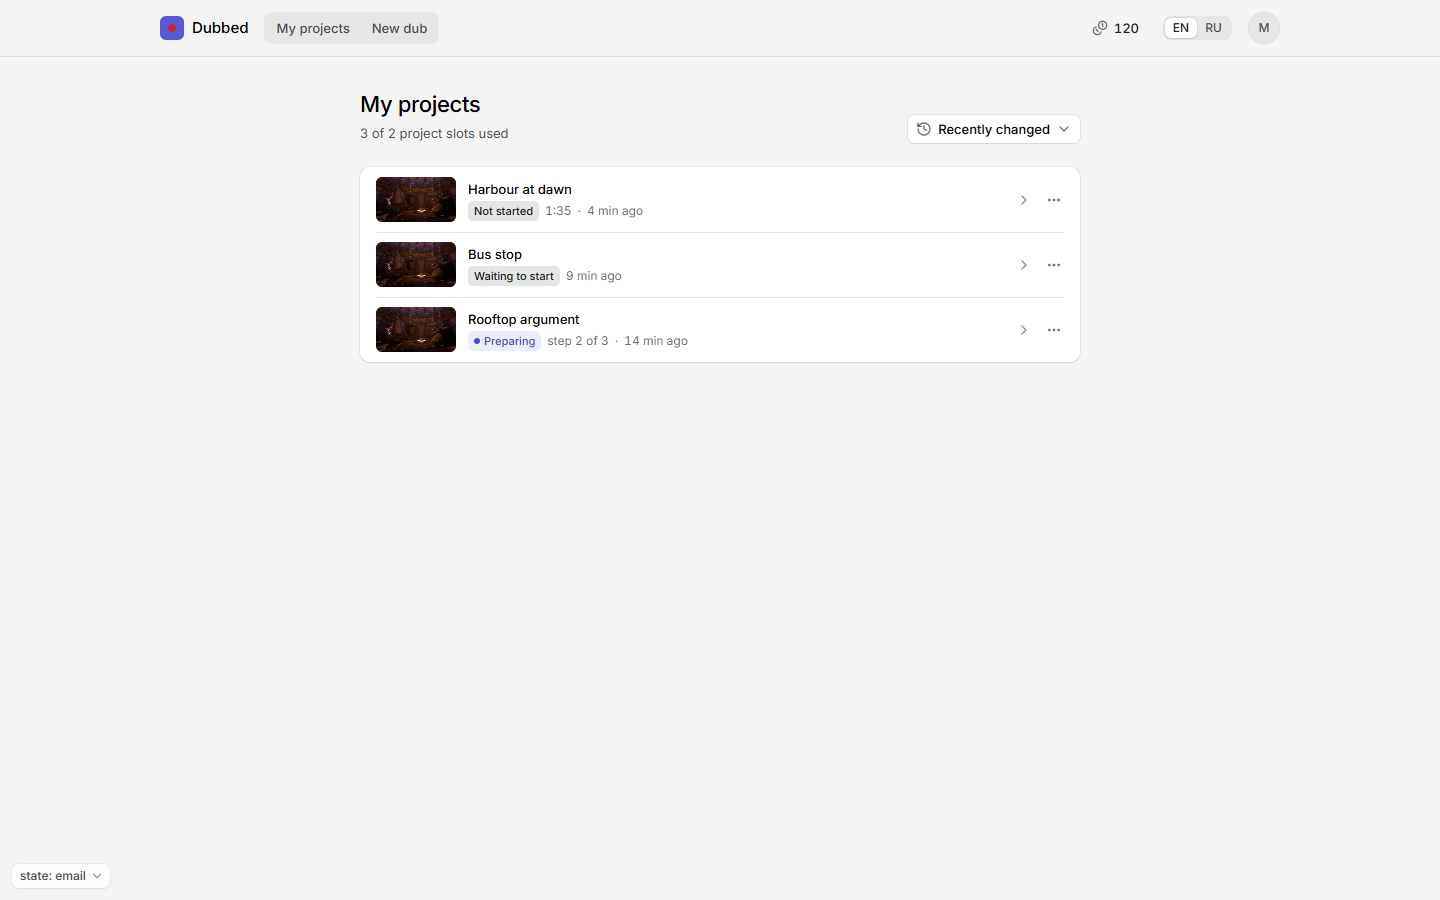 Dubbed
My projects
New dub
120
EN
RU
M
My projects
3 of 2 project slots used
Recently changed
Harbour at dawn
Not started 1:35 · 4 min ago
Bus stop
Waiting to start 9 min ago
Rooftop argument
Preparing step 2 of 3 · 14 min ago
state: email